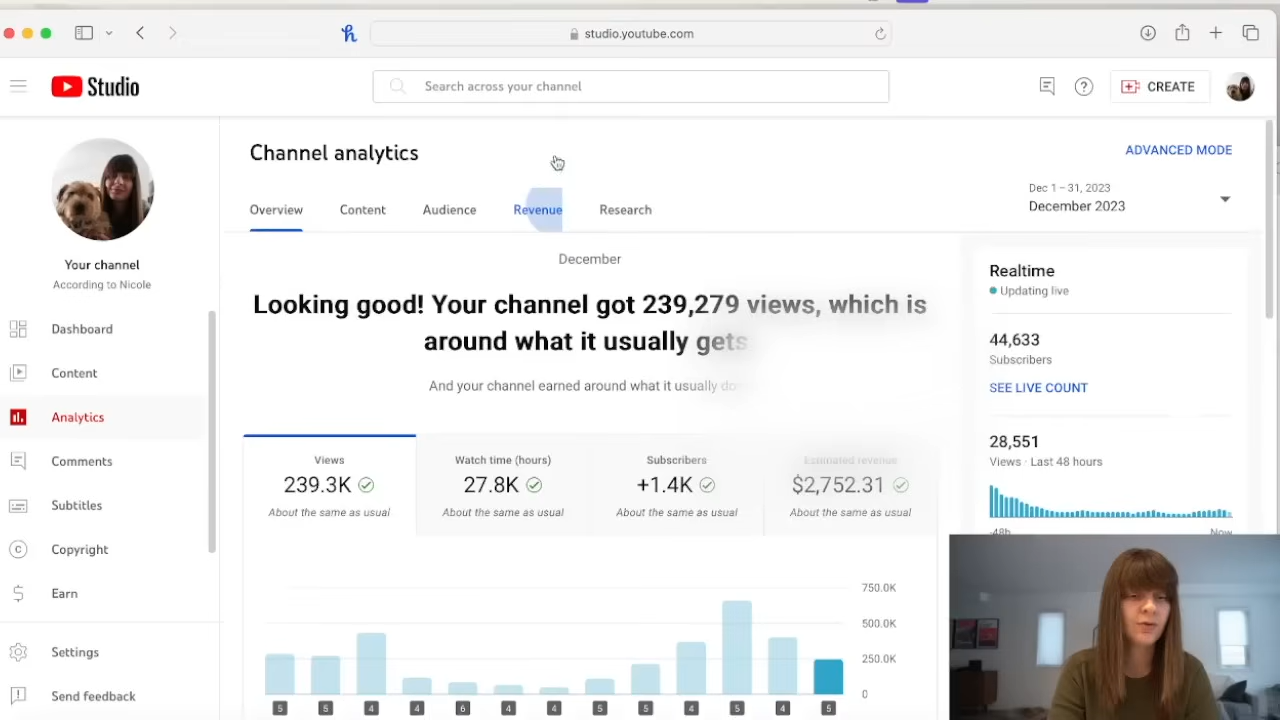 studio.youtube.com
Studio
Search across your channel
CREATE
Your channel
According to Nicole
Dashboard
Content
Analytics
Comments
Subtitles
Copyright
Earn
Settings
Send feedback
Channel analytics
ADVANCED MODE
Overview
Content
Audience
Revenue
Research
Dec 1 – 31, 2023
December 2023
December
Looking good! Your channel got 239,279 views, which is
around what it usually gets
And your channel earned around what it usually
Views
239.3K
About the same as usual
Watch time (hours)
27.8K
About the same as usual
Subscribers
+1.4K
About the same as usual
Estimated revenue
$2,752.31
About the same as usual
750.0K
500.0K
250.0K
0
5 5 4 4 6 4 4 5 5 4 5 4 5
Realtime
Updating live
44,633
Subscribers
SEE LIVE COUNT
28,551
Views · Last 48 hours
-48h
Now